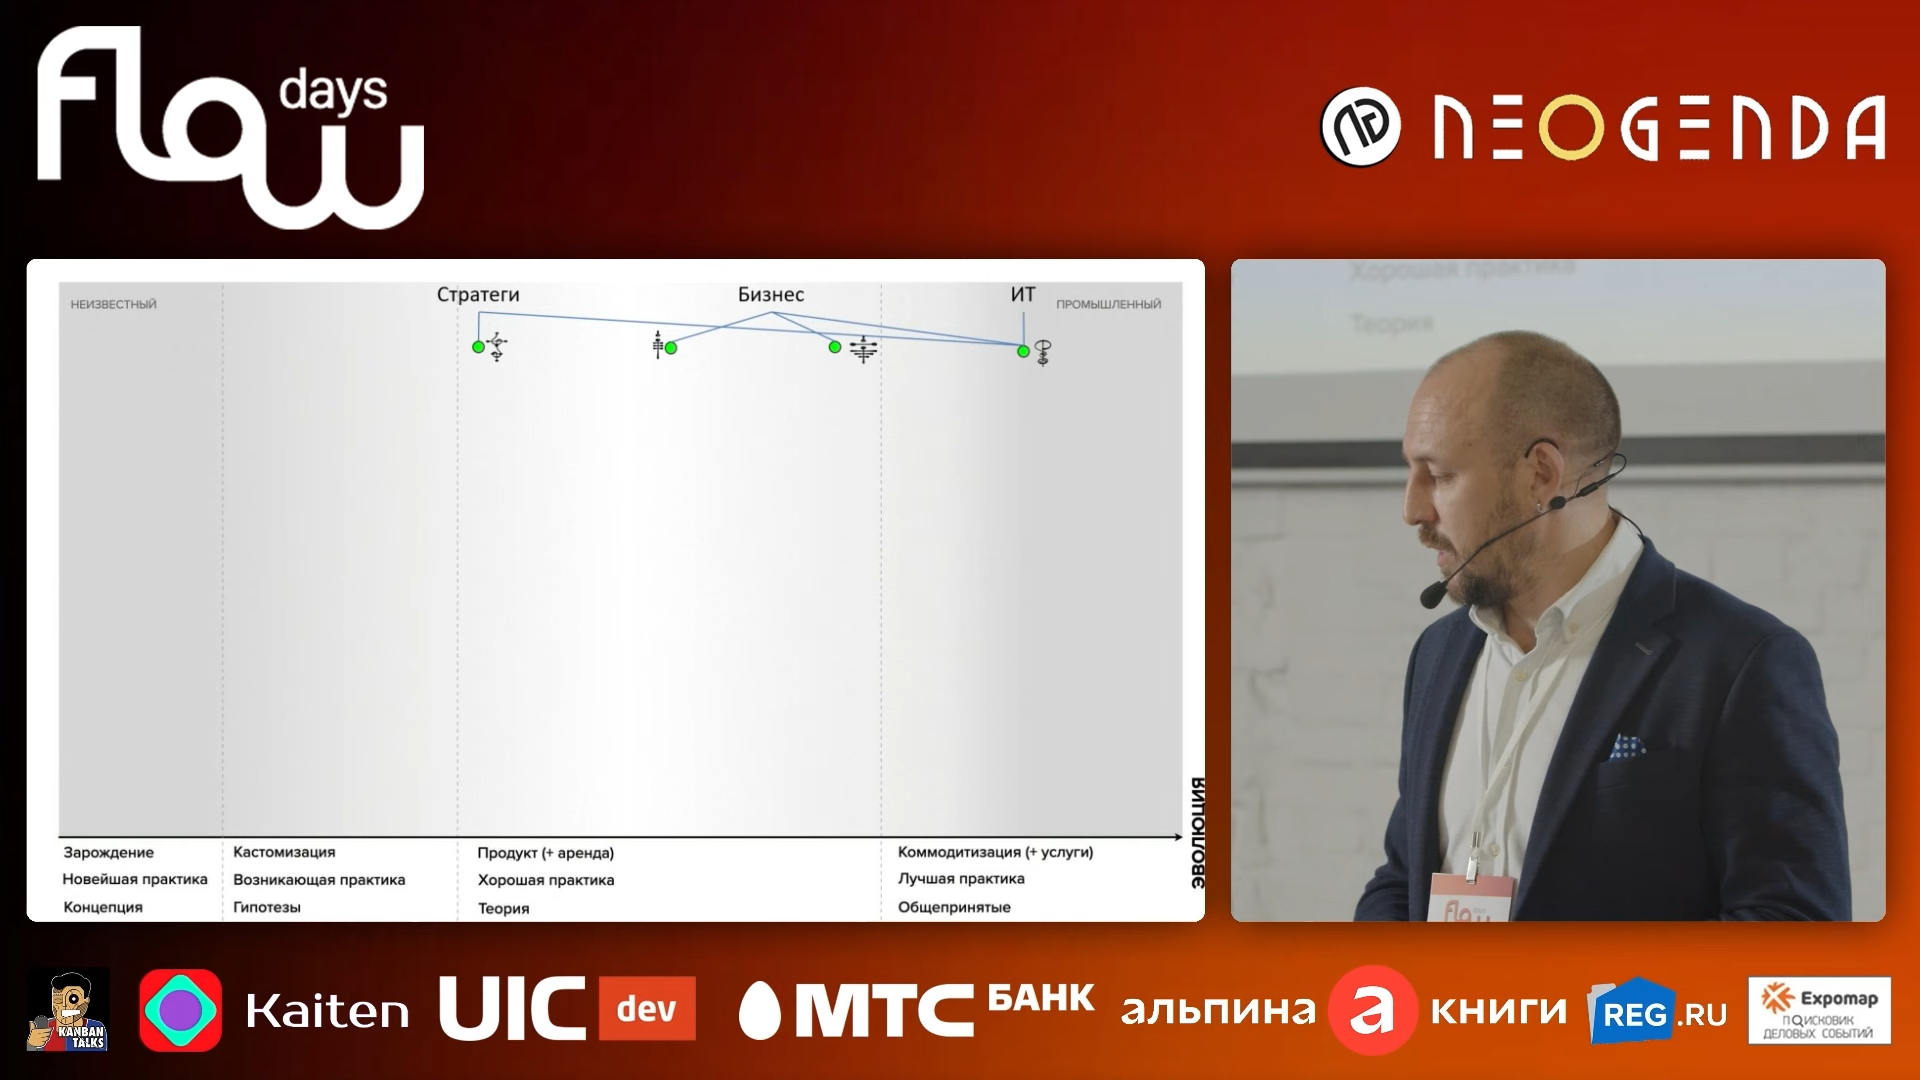 flow days
NEOGENDA
НЕИЗВЕСТНЫЙ
Стратеги
Бизнес
ИТ
ПРОМЫШЛЕННЫЙ
ЭВОЛЮЦИЯ
Зарождение
Новейшая практика
Концепция
Кастомизация
Возникающая практика
Гипотезы
Продукт (+ аренда)
Хорошая практика
Теория
Коммодитизация (+ услуги)
Лучшая практика
Общепринятые
Хорошая практика
Теория
flow
KANBAN
TALKS
Kaiten
UIC dev
МТС БАНК
альпина а книги
REG.RU
Expomap
ПОИСКОВИК
ДЕЛОВЫХ СОБЫТИЙ